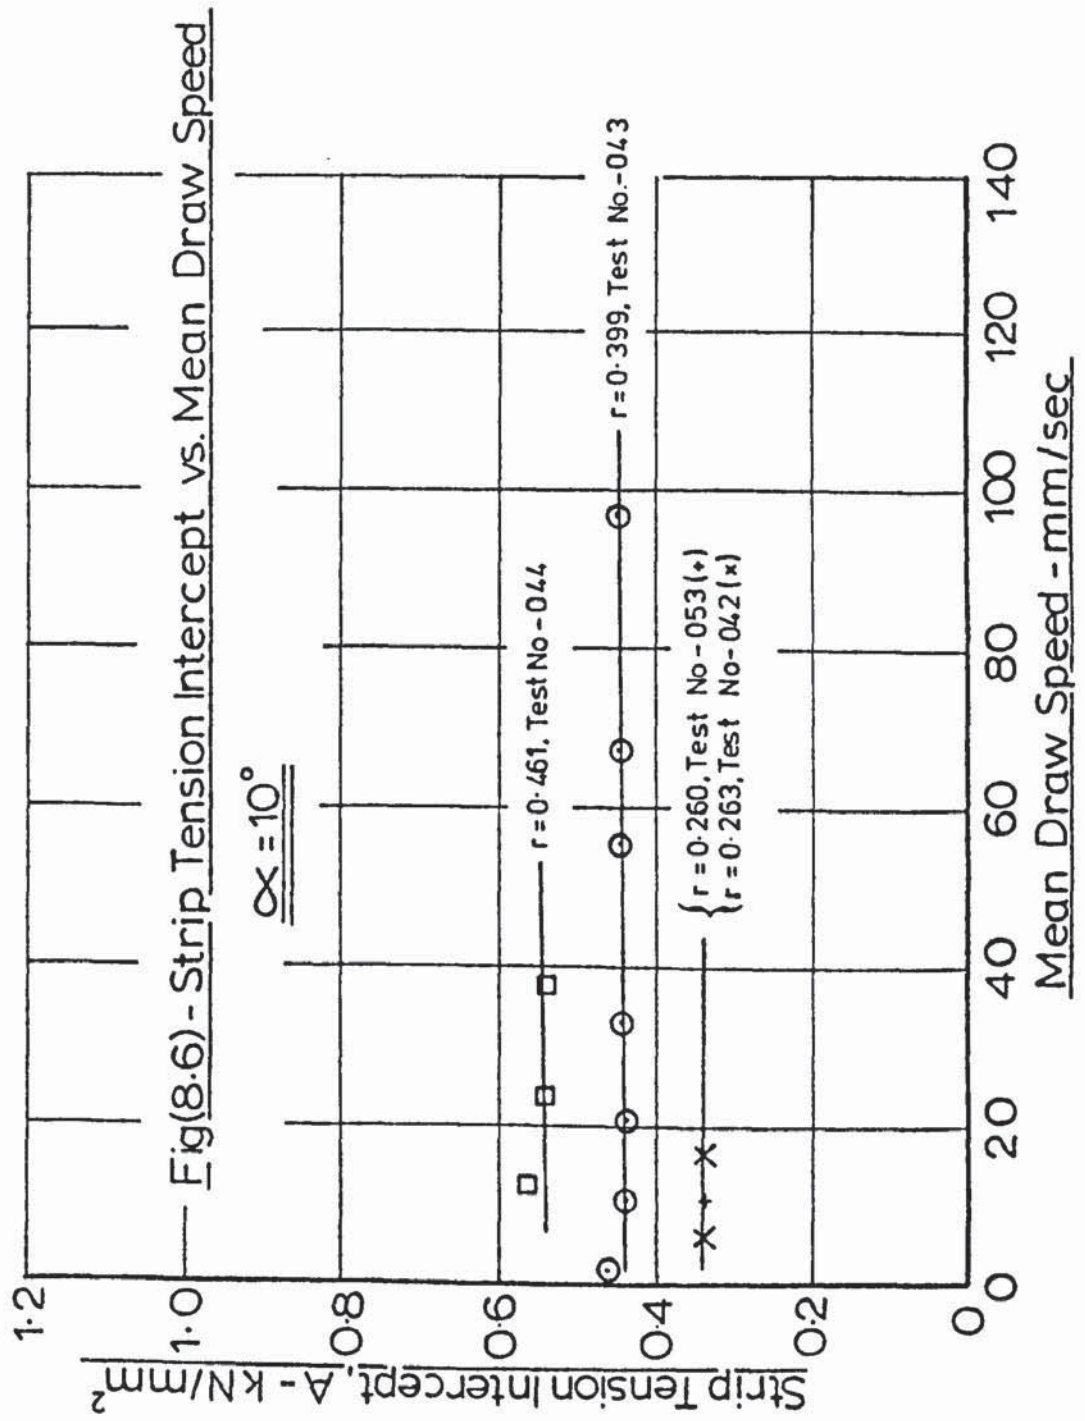 Fig(8·6)-Strip Tension Intercept vs. Mean Draw Speed
∝=10°
Strip Tension Intercept, A - kN/mm²
1·2
1·0
0·8
0·6
0·4
0·2
0
r=0·461, Test No-044
r=0·399, Test No.-043
{r=0·260, Test No-053(+)
{r=0·263, Test No-042(x)
0 20 40 60 80 100 120 140
Mean Draw Speed - mm/sec